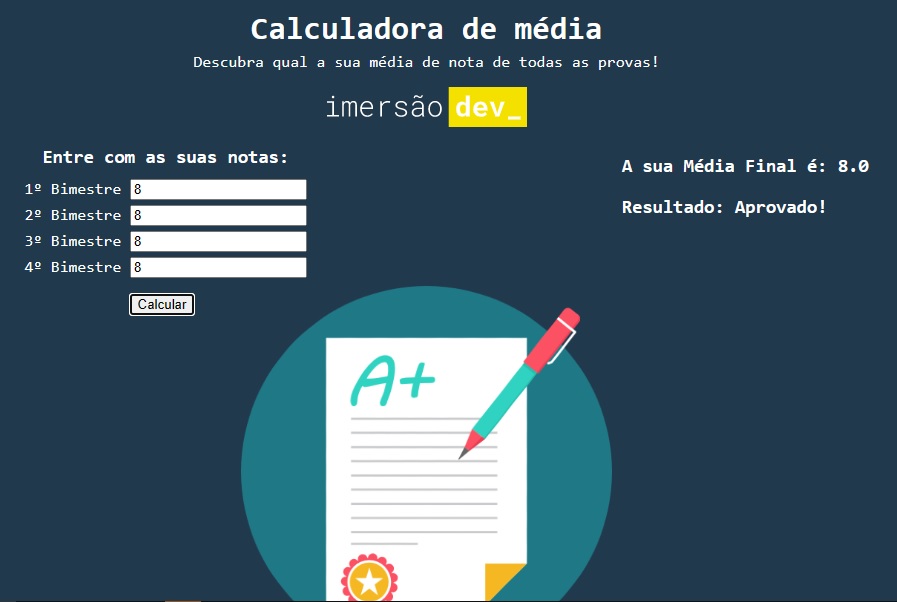 Calculadora de média
Descubra qual a sua média de nota de todas as provas!
imersão dev_
Entre com as suas notas:
1º Bimestre 8
2º Bimestre 8
3º Bimestre 8
4º Bimestre 8
Calcular
A sua Média Final é: 8.0
Resultado: Aprovado!
A+